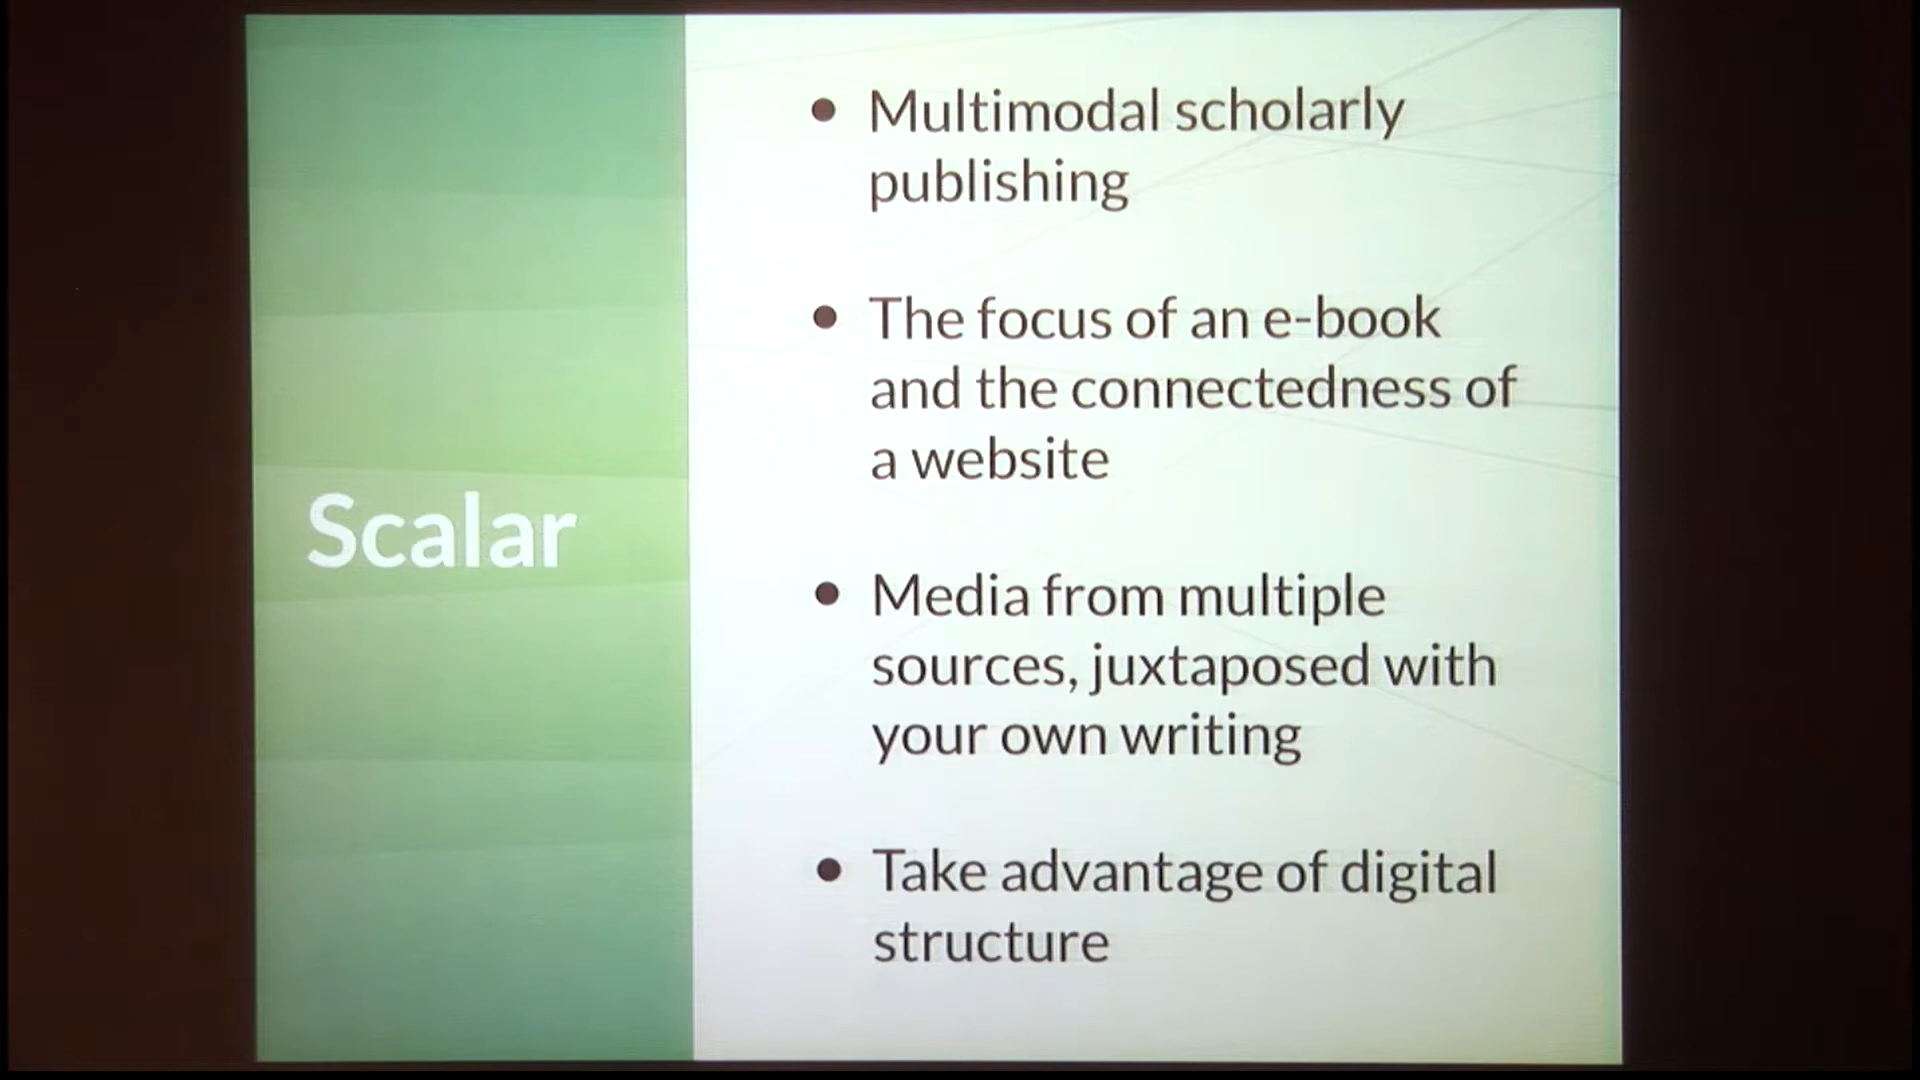 Scalar
• Multimodal scholarly
publishing
• The focus of an e-book
and the connectedness of
a website
• Media from multiple
sources, juxtaposed with
your own writing
• Take advantage of digital
structure